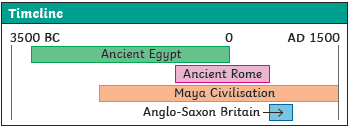 Timeline
3500 BC 0 AD 1500
Ancient Egypt
Ancient Rome
Maya Civilisation
Anglo-Saxon Britain